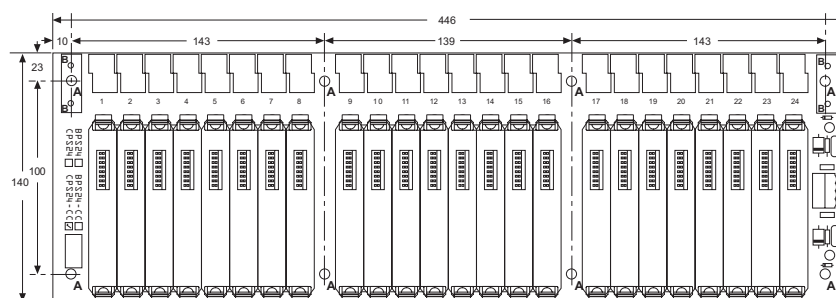 446
10 143 139 143
23
B B
A A A A
B B
1 2 3 4 5 6 7 8 9 10 11 12 13 14 15 16 17 18 19 20 21 22 23 24
100
140
CPS24 BPS24
CPS24-CC BPS24-CC
A A A A